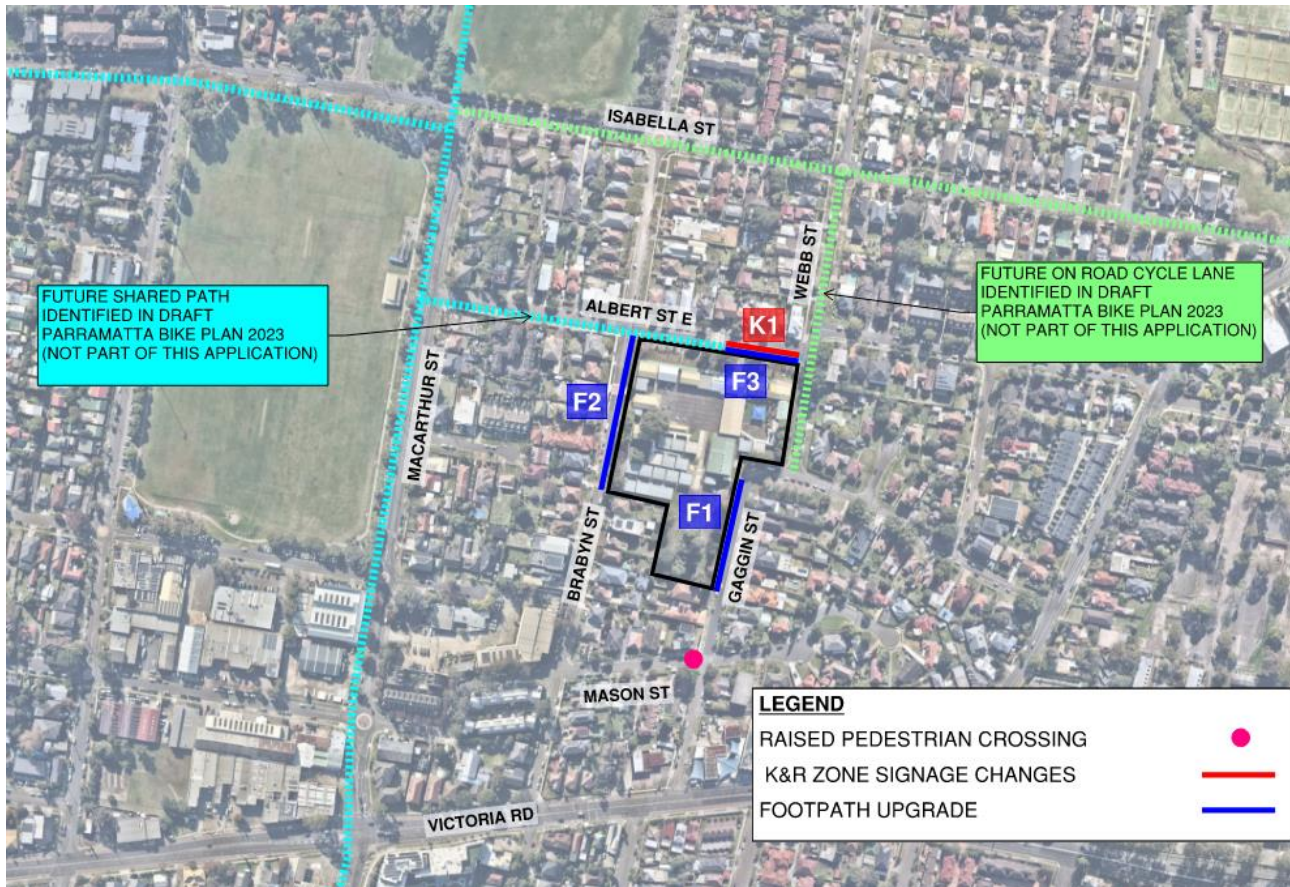 ISABELLA ST
WEBB ST
FUTURE SHARED PATH
IDENTIFIED IN DRAFT
PARRAMATTA BIKE PLAN 2023
(NOT PART OF THIS APPLICATION)
FUTURE ON ROAD CYCLE LANE
IDENTIFIED IN DRAFT
PARRAMATTA BIKE PLAN 2023
(NOT PART OF THIS APPLICATION)
ALBERT ST E
K1
F3
F2
MACARTHUR ST
F1
BRABYN ST
GAGGIN ST
MASON ST
VICTORIA RD
LEGEND
RAISED PEDESTRIAN CROSSING
K&R ZONE SIGNAGE CHANGES
FOOTPATH UPGRADE